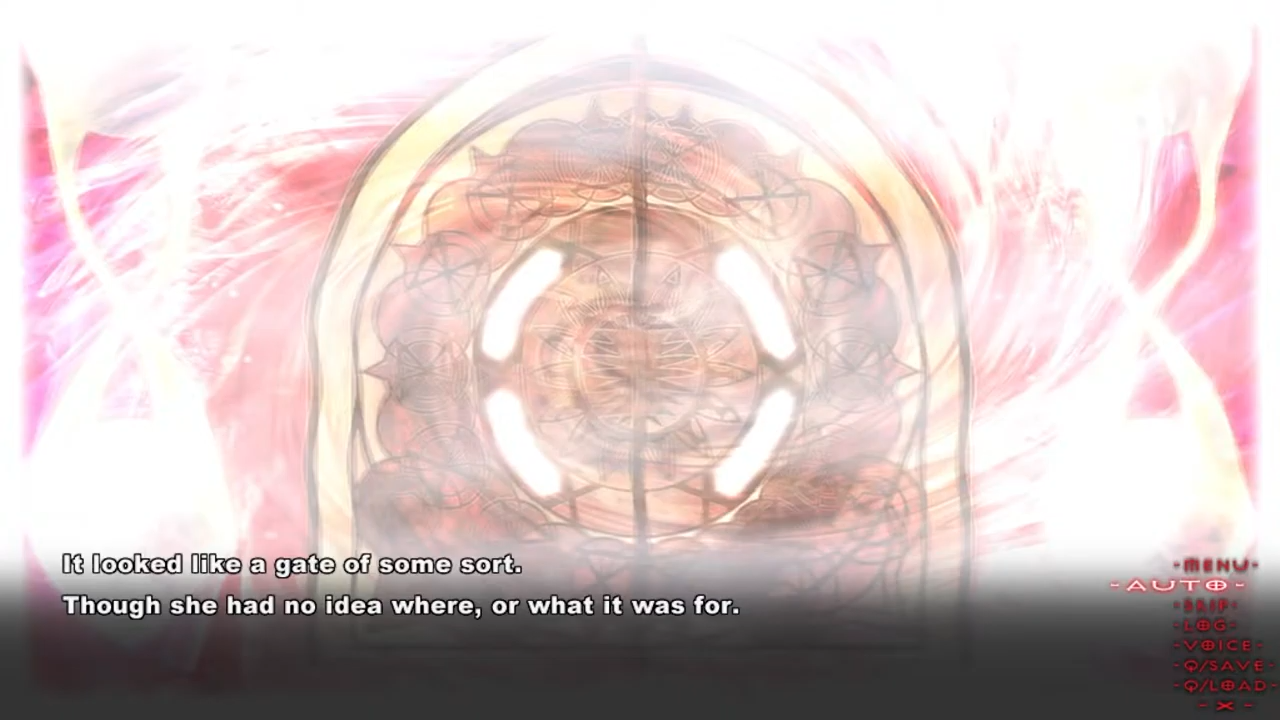 It looked like a gate of some sort.
Though she had no idea where, or what it was for.
MENU
AUTO
SKIP
LOG
VOICE
Q/SAVE
Q/LOAD
×